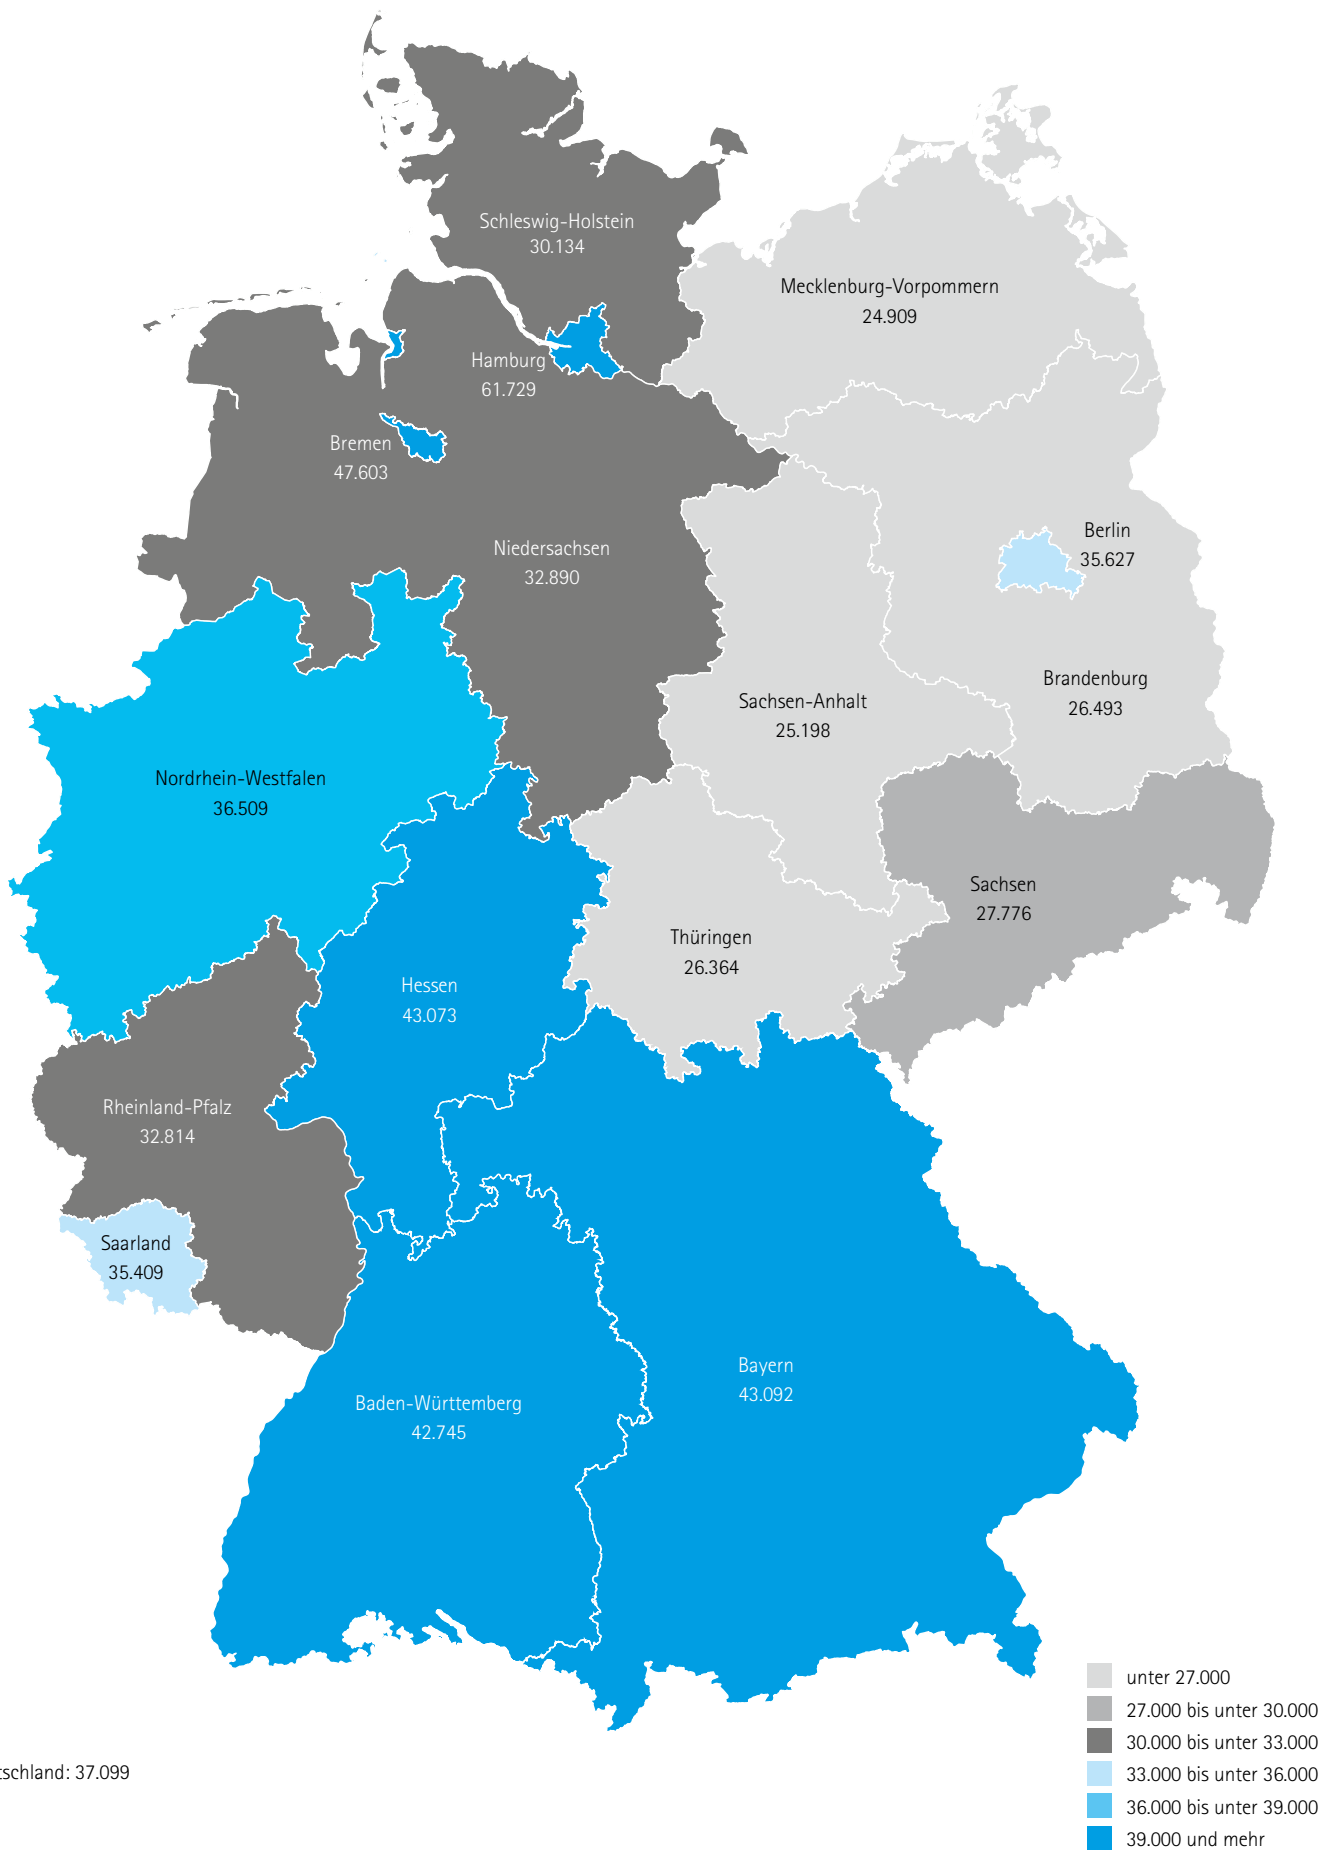 Schleswig-Holstein
30.134
Mecklenburg-Vorpommern
24.909
Hamburg
61.729
Bremen
47.603
Niedersachsen
32.890
Berlin
35.627
Brandenburg
26.493
Sachsen-Anhalt
25.198
Nordrhein-Westfalen
36.509
Sachsen
27.776
Thüringen
26.364
Hessen
43.073
Rheinland-Pfalz
32.814
Saarland
35.409
Bayern
43.092
Baden-Württemberg
42.745
unter 27.000
27.000 bis unter 30.000
30.000 bis unter 33.000
33.000 bis unter 36.000
36.000 bis unter 39.000
39.000 und mehr
tschland: 37.099